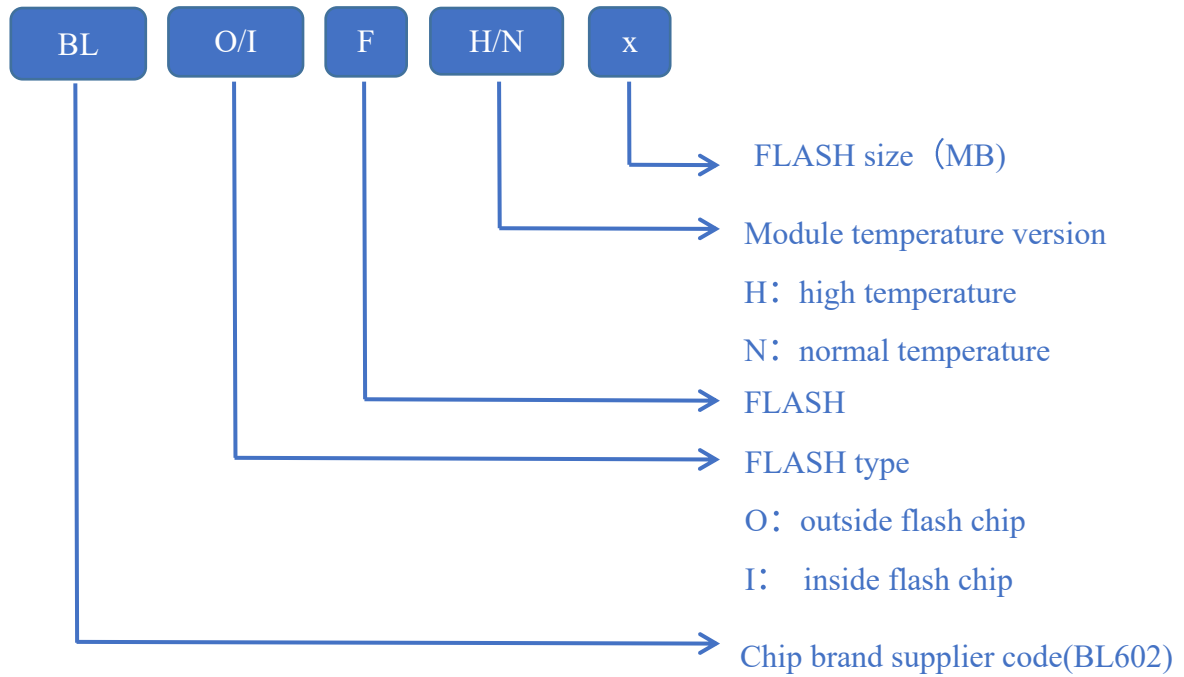 BL O/I F H/N x
FLASH size（MB)
Module temperature version
H：high temperature
N：normal temperature
FLASH
FLASH type
O：outside flash chip
I： inside flash chip
Chip brand supplier code(BL602)